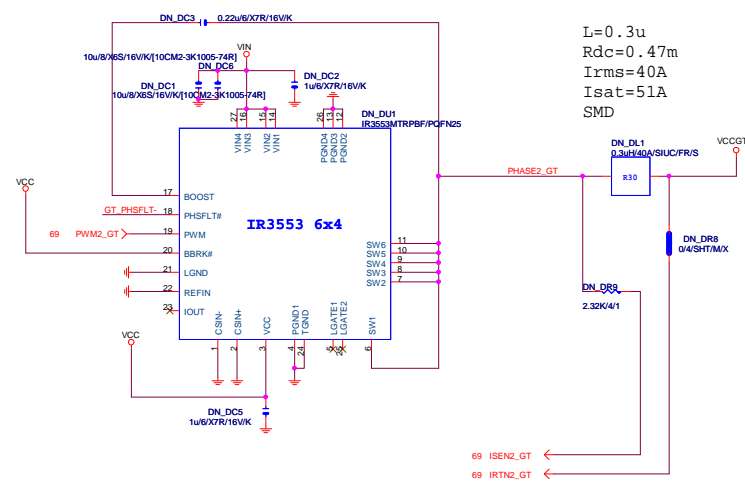 DN_DC3
0.22u/6/X7R/16V/K
L=0.3u
Rdc=0.47m
Irms=40A
Isat=51A
SMD
VIN
10u/8/X6S/16V/K/[10CM2-3K1005-74R]
DN_DC6
DN_DC1
10u/8/X6S/16V/K/[10CM2-3K1005-74R]
DN_DC2
1u/6/X7R/16V/K
DN_DU1
IR3553MTRPBF/PQFN25
27 16 15 14
26 13 12
VIN4 VIN3 VIN2 VIN1
PGND4 PGND3 PGND2
DN_DL1
0.3uH/40A/SIUC/FR/S
VCCGT
R30
PHASE2_GT
VCC
17 BOOST
GT_PHSFLT- 18 PHSFLT#
69 PWM2_GT 19 PWM
20 BBRK#
21 LGND
22 REFIN
23 IOUT
IR3553 6x4
SW6 11
SW5 10
SW4 9
SW3 8
SW2 7
DN_DR8
0/4/SHT/M/X
DN_DR9
2.32K/4/1
CSIN- CSIN+ VCC PGND1 TGND LGATE1 LGATE2 SW1
1 2 3 4 24 5 25 6
VCC
DN_DC5
1u/6/X7R/16V/K
69 ISEN2_GT
69 IRTN2_GT